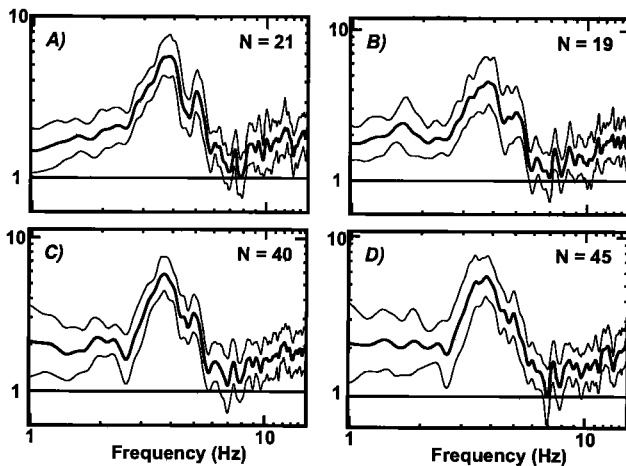 10
A)
N = 21
1
10
B)
N = 19
1
10
C)
N = 40
1
1
10
Frequency (Hz)
10
D)
N = 45
1
1
10
Frequency (Hz)